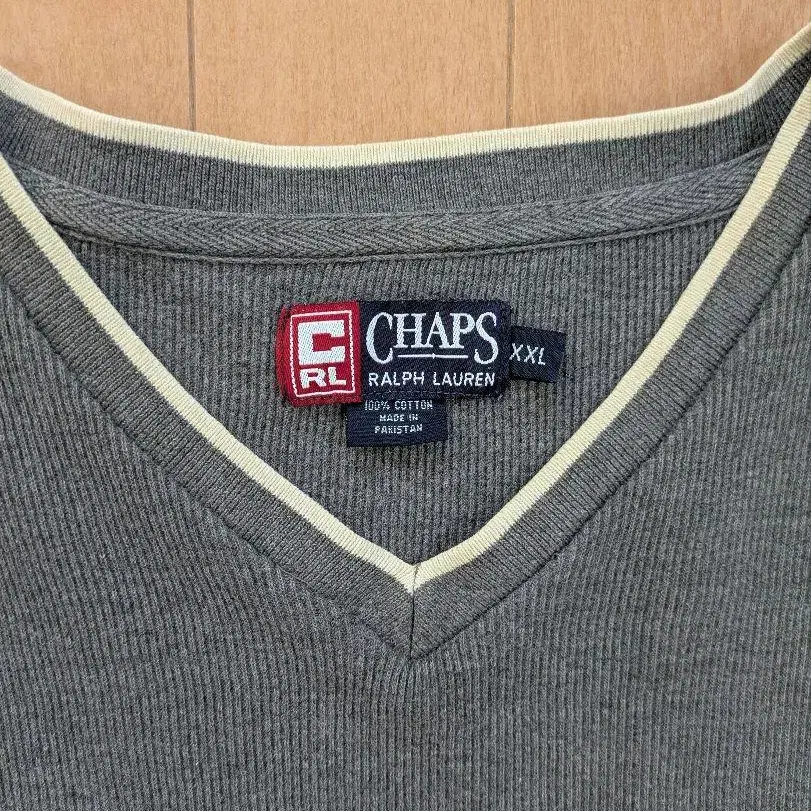 C
RL
CHAPS
RALPH LAUREN
XXL
100% COTTON
MADE IN
PAKISTAN